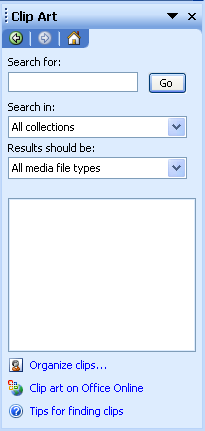 Clip Art
Search for:
Go
Search in:
All collections
Results should be:
All media file types
Organize clips...
Clip art on Office Online
Tips for finding clips